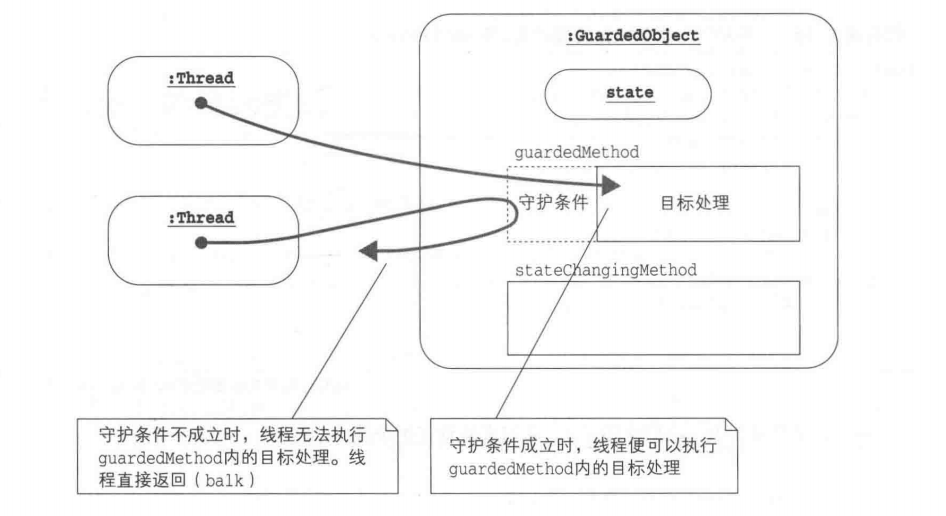 :GuardedObject
:Thread
state
guardedMethod
守护条件
目标处理
:Thread
stateChangingMethod
守护条件不成立时，线程无法执行
guardedMethod内的目标处理。线
程直接返回（balk）
守护条件成立时，线程便可以执行
guardedMethod内的目标处理